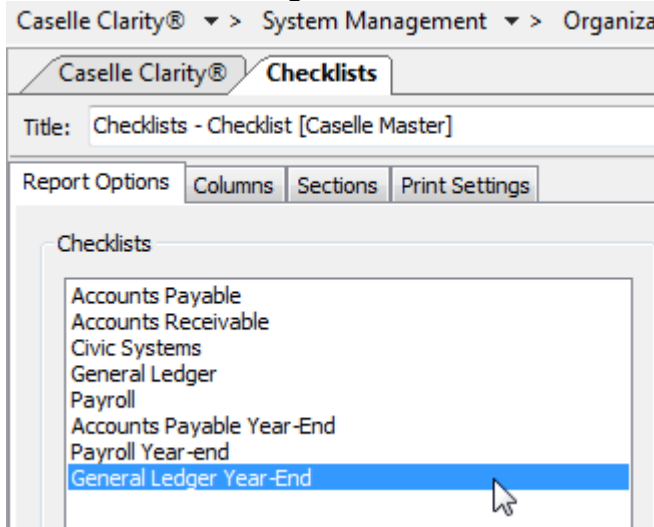 Caselle Clarity® ▼ > System Management ▼ > Organiza
Caselle Clarity® Checklists
Title: Checklists - Checklist [Caselle Master]
Report Options Columns Sections Print Settings
Checklists
Accounts Payable
Accounts Receivable
Civic Systems
General Ledger
Payroll
Accounts Payable Year-End
Payroll Year-end
General Ledger Year-End